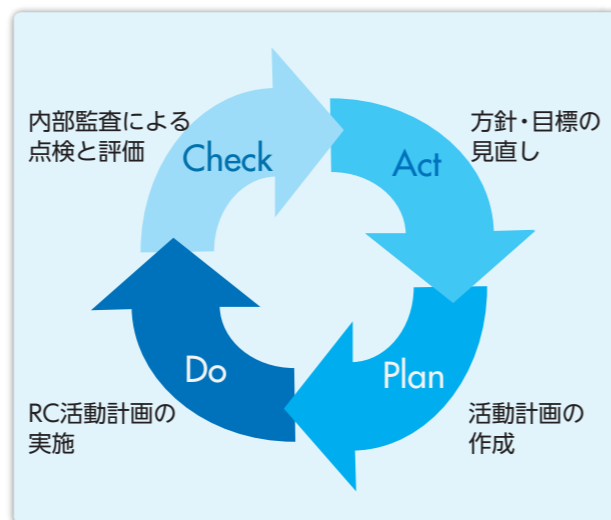 内部監査による
点検と評価
Check
Act
方針・目標の
見直し
Do
Plan
RC活動計画の
実施
活動計画の
作成